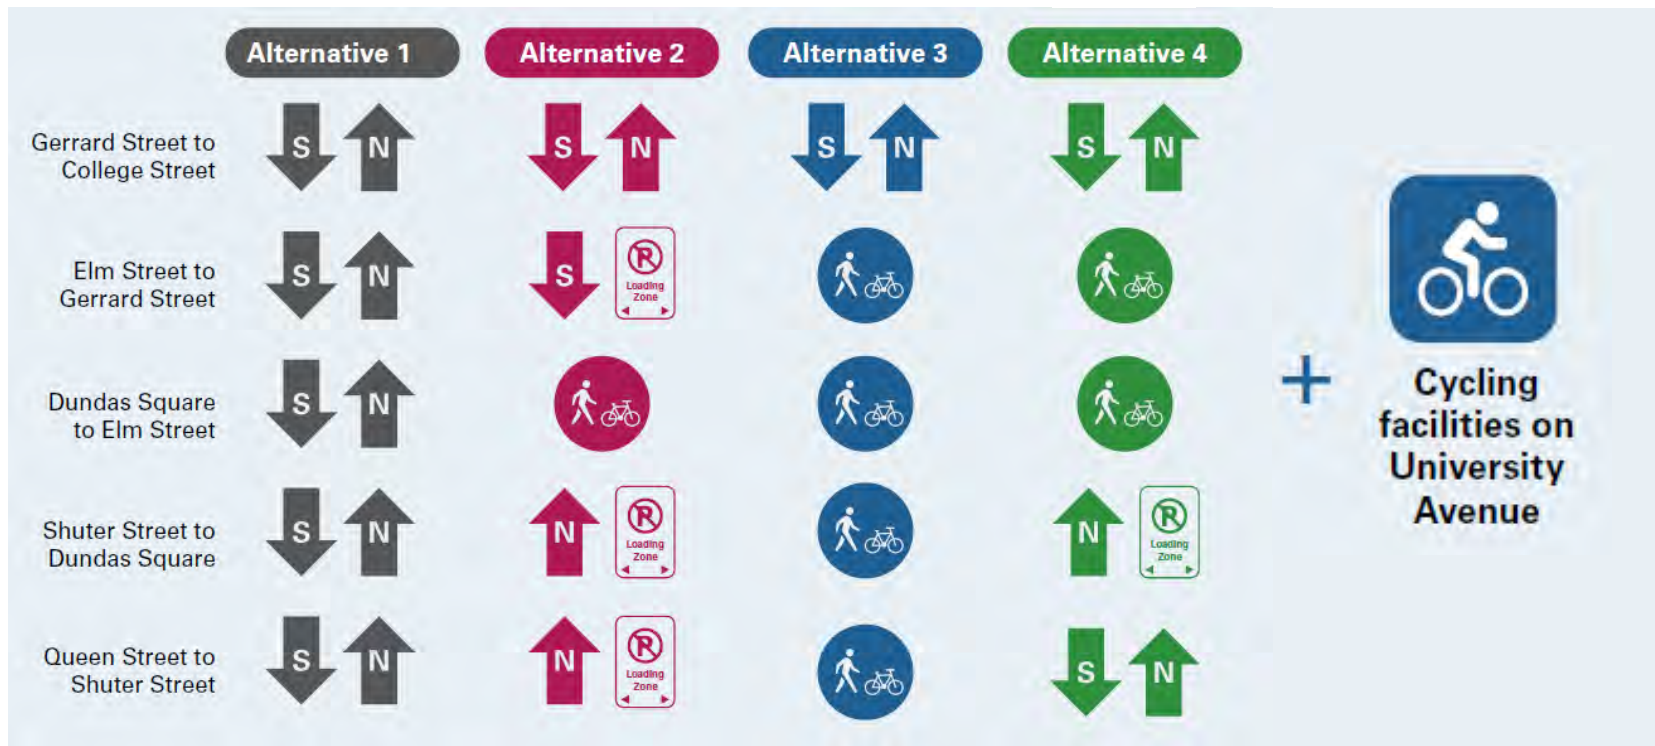 Alternative 1
Alternative 2
Alternative 3
Alternative 4
Gerrard Street to
College Street
S N
S N
S N
S N
Elm Street to
Gerrard Street
S N
S
P
Loading
Zone
Dundas Square
to Elm Street
S N
Shuter Street to
Dundas Square
S N
N
P
Loading
Zone
N
P
Loading
Zone
Queen Street to
Shuter Street
S N
N
P
Loading
Zone
S N
+
Cycling
facilities on
University
Avenue